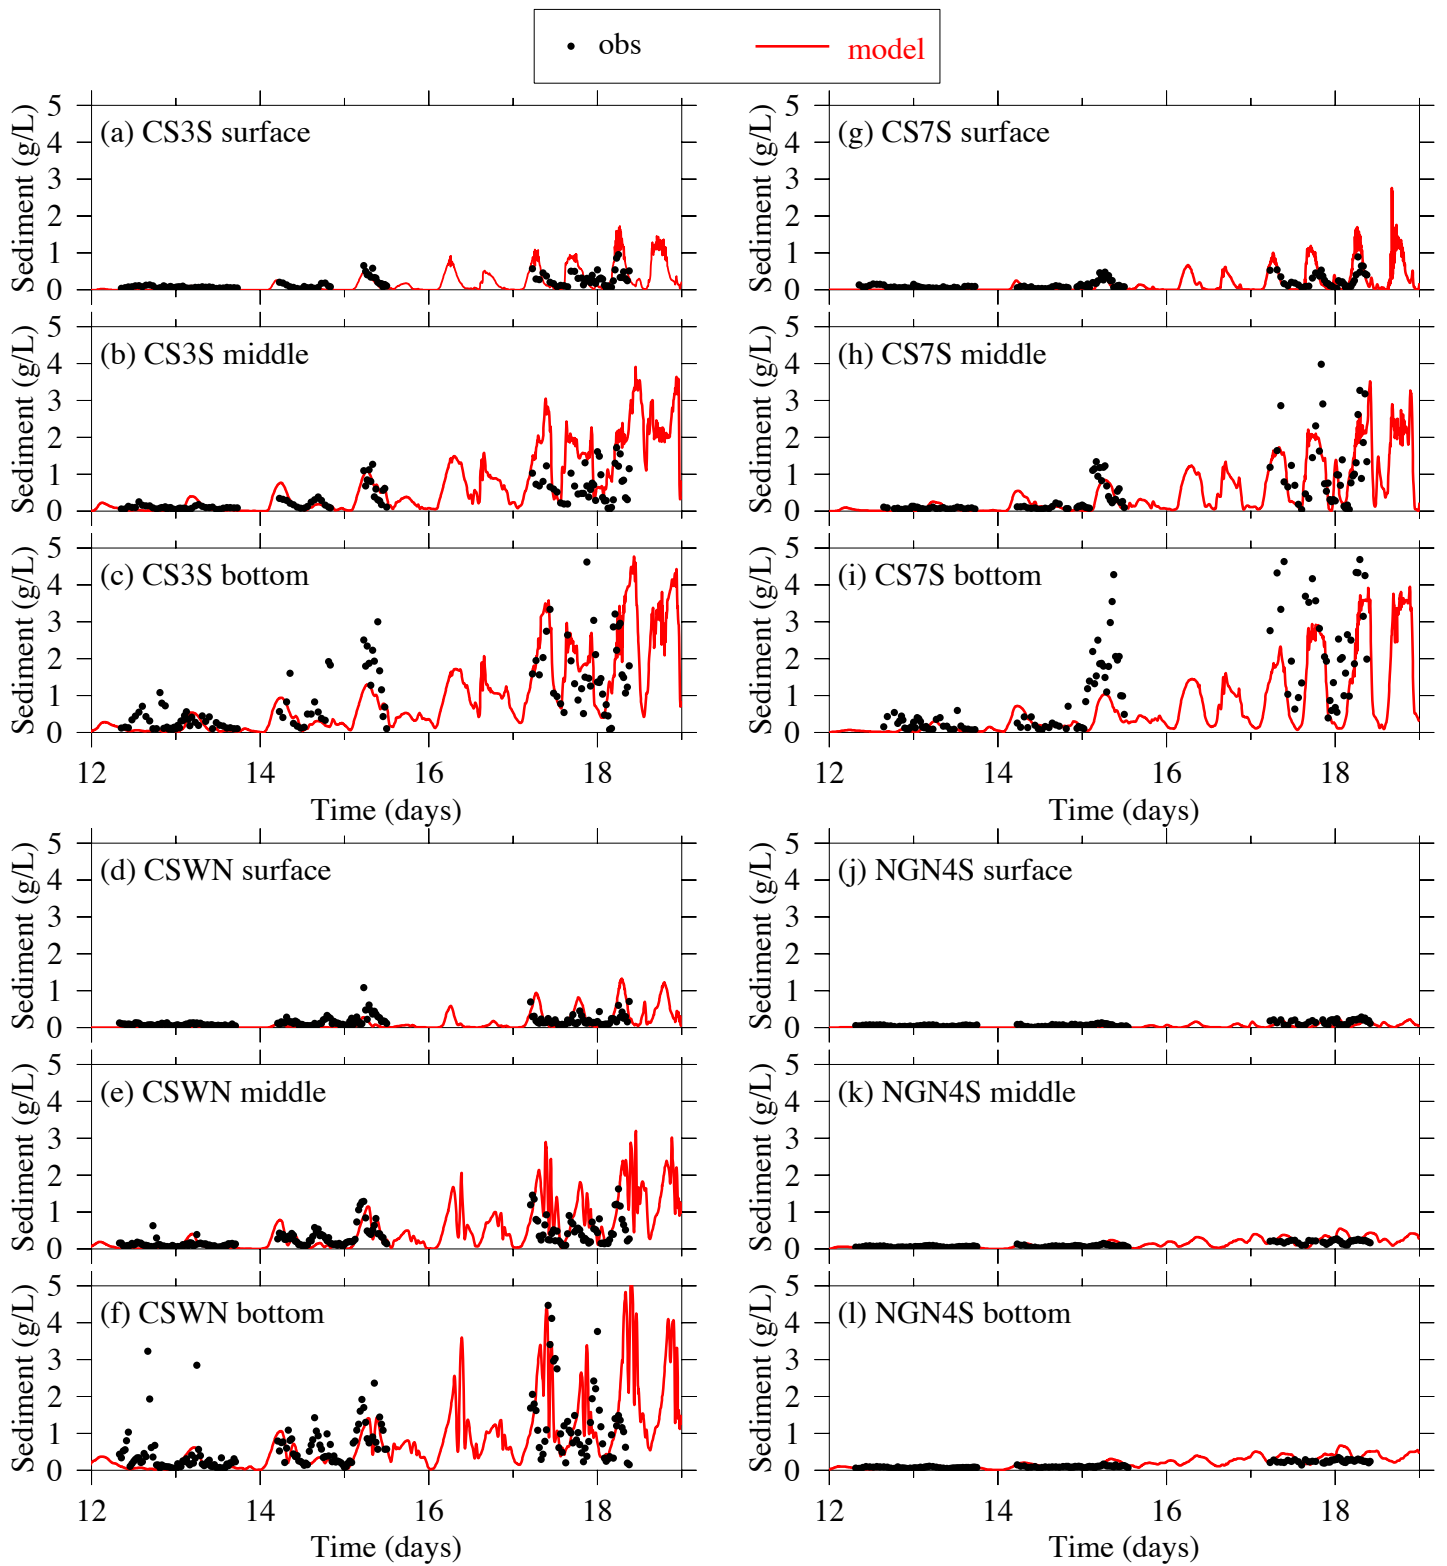 obs model
5 4 3 2 1 0 Sediment (g/L) (a) CS3S surface
5 4 3 2 1 0 Sediment (g/L) (b) CS3S middle
5 4 3 2 1 0 Sediment (g/L) (c) CS3S bottom
12 14 16 18
Time (days)
5 4 3 2 1 0 Sediment (g/L) (g) CS7S surface
5 4 3 2 1 0 Sediment (g/L) (h) CS7S middle
5 4 3 2 1 0 Sediment (g/L) (i) CS7S bottom
12 14 16 18
Time (days)
5 4 3 2 1 0 Sediment (g/L) (d) CSWN surface
5 4 3 2 1 0 Sediment (g/L) (e) CSWN middle
5 4 3 2 1 0 Sediment (g/L) (f) CSWN bottom
12 14 16 18
Time (days)
5 4 3 2 1 0 Sediment (g/L) (j) NGN4S surface
5 4 3 2 1 0 Sediment (g/L) (k) NGN4S middle
5 4 3 2 1 0 Sediment (g/L) (l) NGN4S bottom
12 14 16 18
Time (days)